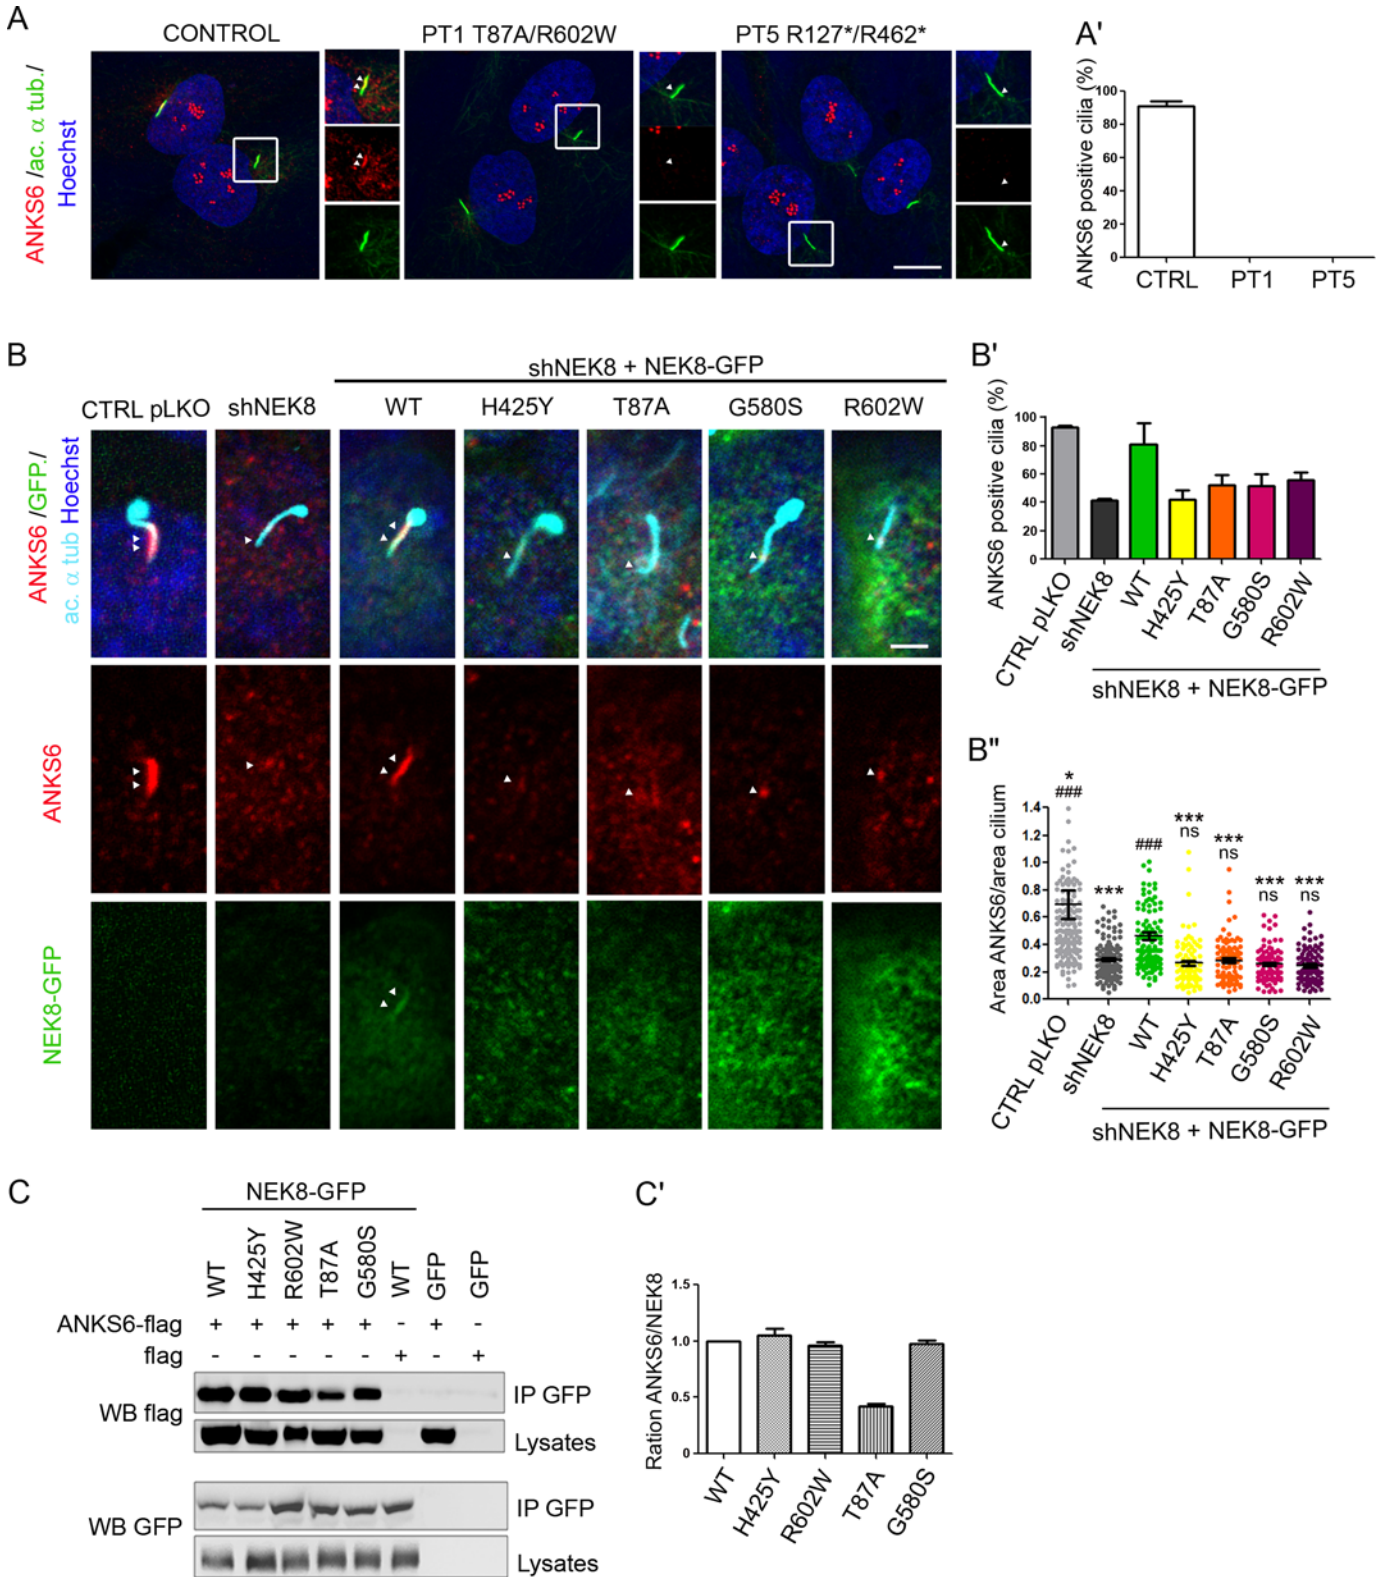 A
CONTROL
PT1 T87A/R602W
PT5 R127*/R462*
ANKS6 /ac. α tub./
Hoechst
A'
ANKS6 positive cilia (%)
100
80
60
40
20
0
CTRL
PT1
PT5
B
shNEK8 + NEK8-GFP
CTRL pLKO
shNEK8
WT
H425Y
T87A
G580S
R602W
ANKS6 /GFP./
ac. α tub Hoechst
ANKS6
NEK8-GFP
B'
ANKS6 positive cilia (%)
100
80
60
40
20
0
CTRL pLKO
shNEK8
WT
H425Y
T87A
G580S
R602W
shNEK8 + NEK8-GFP
B"
Area ANKS6/area cilium
1.4
1.2
1.0
0.8
0.6
0.4
0.2
0.0
*
###
***
###
***
ns
***
ns
***
ns
***
ns
CTRL pLKO
shNEK8
WT
H425Y
T87A
G580S
R602W
shNEK8 + NEK8-GFP
C
NEK8-GFP
WT
H425Y
R602W
T87A
G580S
WT
GFP
GFP
ANKS6-flag + + + + + - + -
flag - - - - - + - +
WB flag
IP GFP
Lysates
WB GFP
IP GFP
Lysates
C'
Ration ANKS6/NEK8
1.5
1.0
0.5
0
WT
H425Y
R602W
T87A
G580S